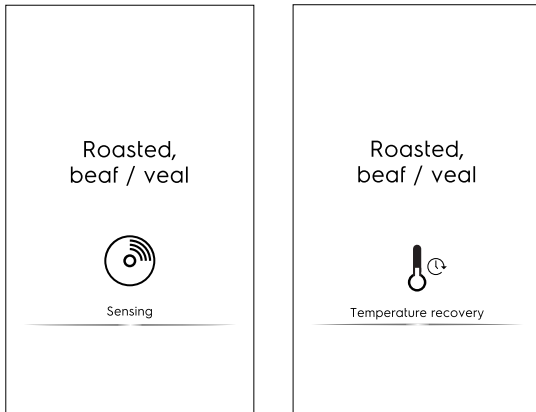 Roasted,
beaf / veal
Sensing
Roasted,
beaf / veal
Temperature recovery